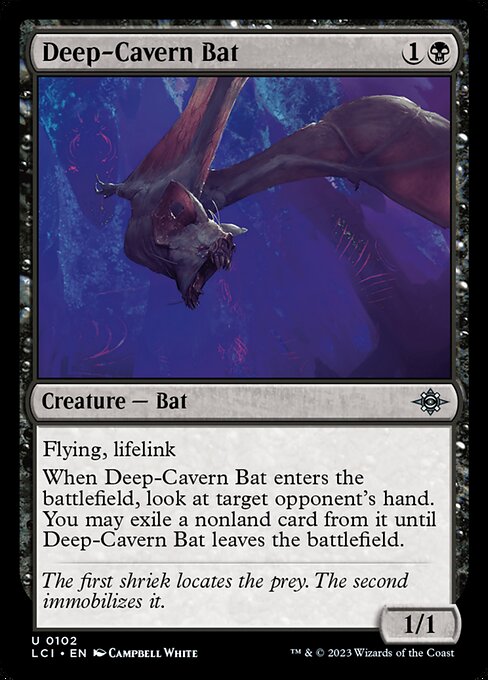 Deep-Cavern Bat 1
Creature — Bat
Flying, lifelink
When Deep-Cavern Bat enters the
battlefield, look at target opponent's hand.
You may exile a nonland card from it until
Deep-Cavern Bat leaves the battlefield.
The first shriek locates the prey. The second
immobilizes it.
1/1
U 0102
LCI • EN CAMPBELL WHITE
™ & © 2023 Wizards of the Coast